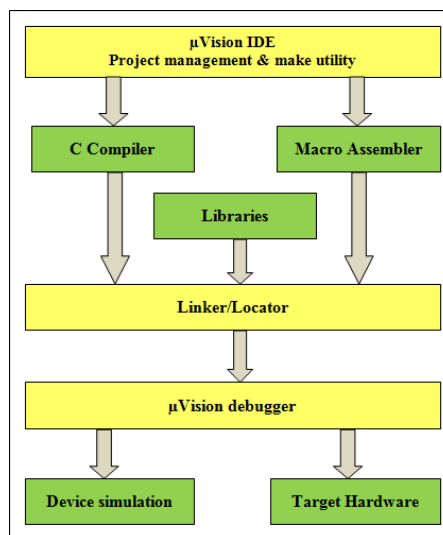 µVision IDE
Project management & make utility
C Compiler
Macro Assembler
Libraries
Linker/Locator
µVision debugger
Device simulation
Target Hardware